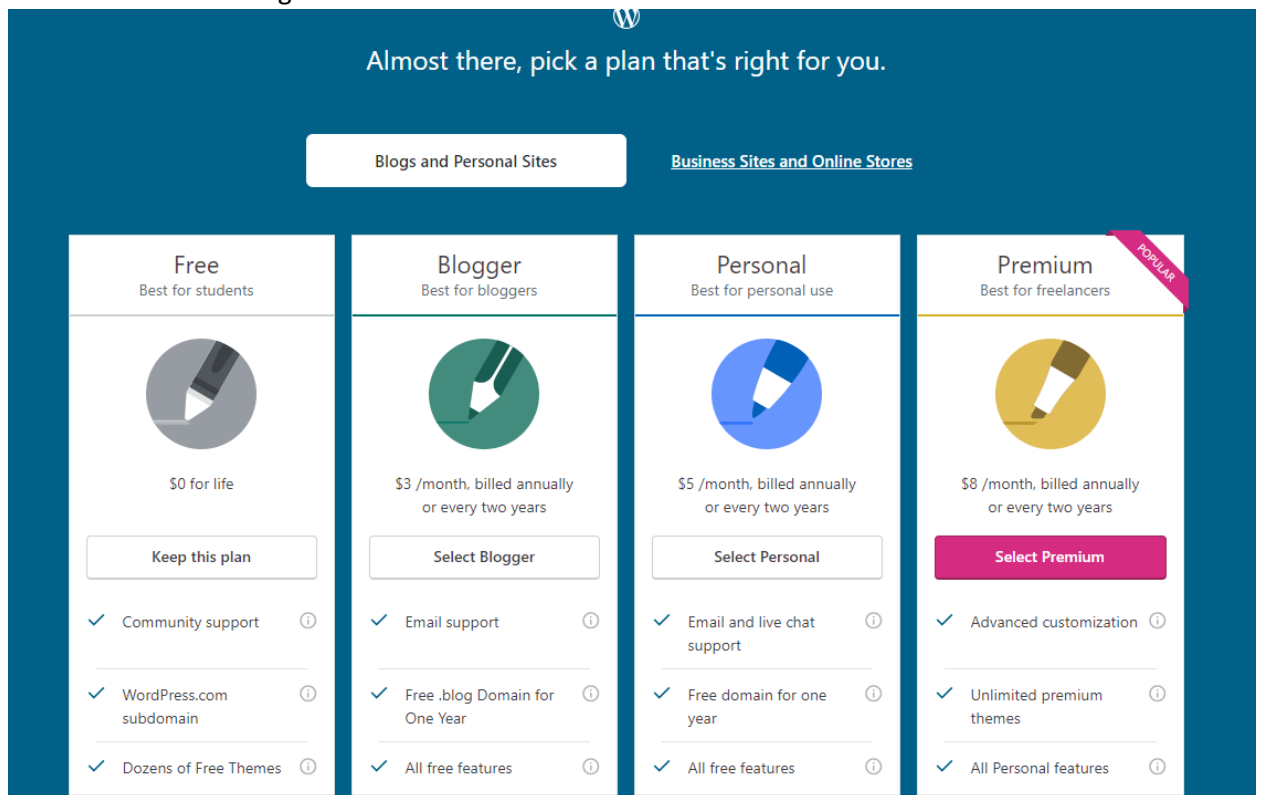 Almost there, pick a plan that's right for you.
Blogs and Personal Sites
Business Sites and Online Stores
Free
Best for students
$0 for life
Keep this plan
Community support
WordPress.com
subdomain
Dozens of Free Themes
Blogger
Best for bloggers
$3 /month, billed annually
or every two years
Select Blogger
Email support
Free .blog Domain for
One Year
All free features
Personal
Best for personal use
$5 /month, billed annually
or every two years
Select Personal
Email and live chat
support
Free domain for one
year
All free features
POPULAR
Premium
Best for freelancers
$8 /month, billed annually
or every two years
Select Premium
Advanced customization
Unlimited premium
themes
All Personal features